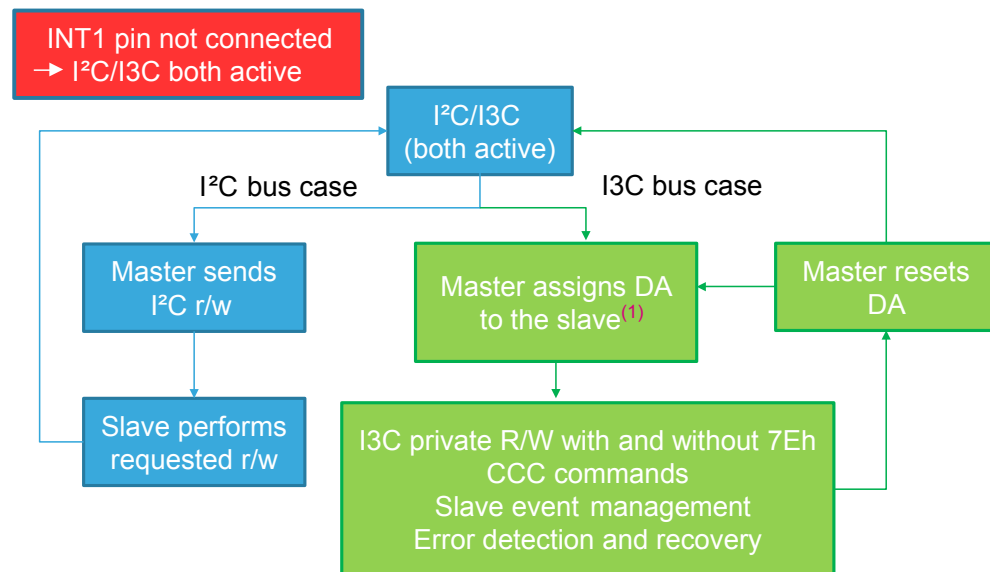 INT1 pin not connected
→ I²C/I3C both active
I²C/I3C
(both active)
I²C bus case
I3C bus case
Master sends
I²C r/w
Master assigns DA
to the slave(1)
Master resets
DA
Slave performs
requested r/w
I3C private R/W with and without 7Eh
CCC commands
Slave event management
Error detection and recovery